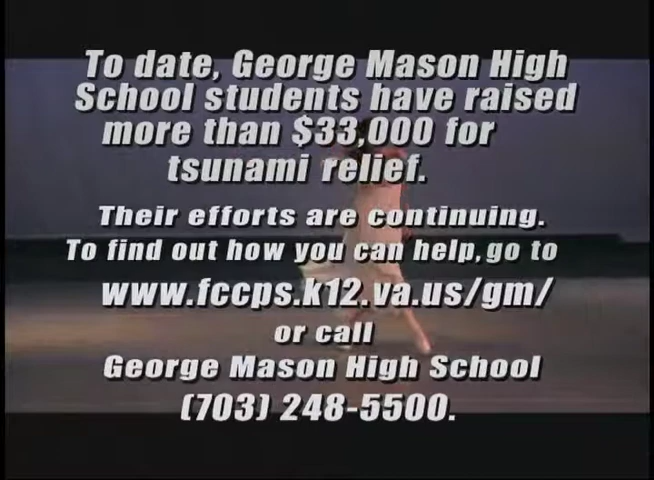 To date, George Mason High
School students have raised
more than $33,000 for
tsunami relief.
Their efforts are continuing.
To find out how you can help, go to
www.fccps.k12.va.us/gm/
or call
George Mason High School
(703) 248-5500.